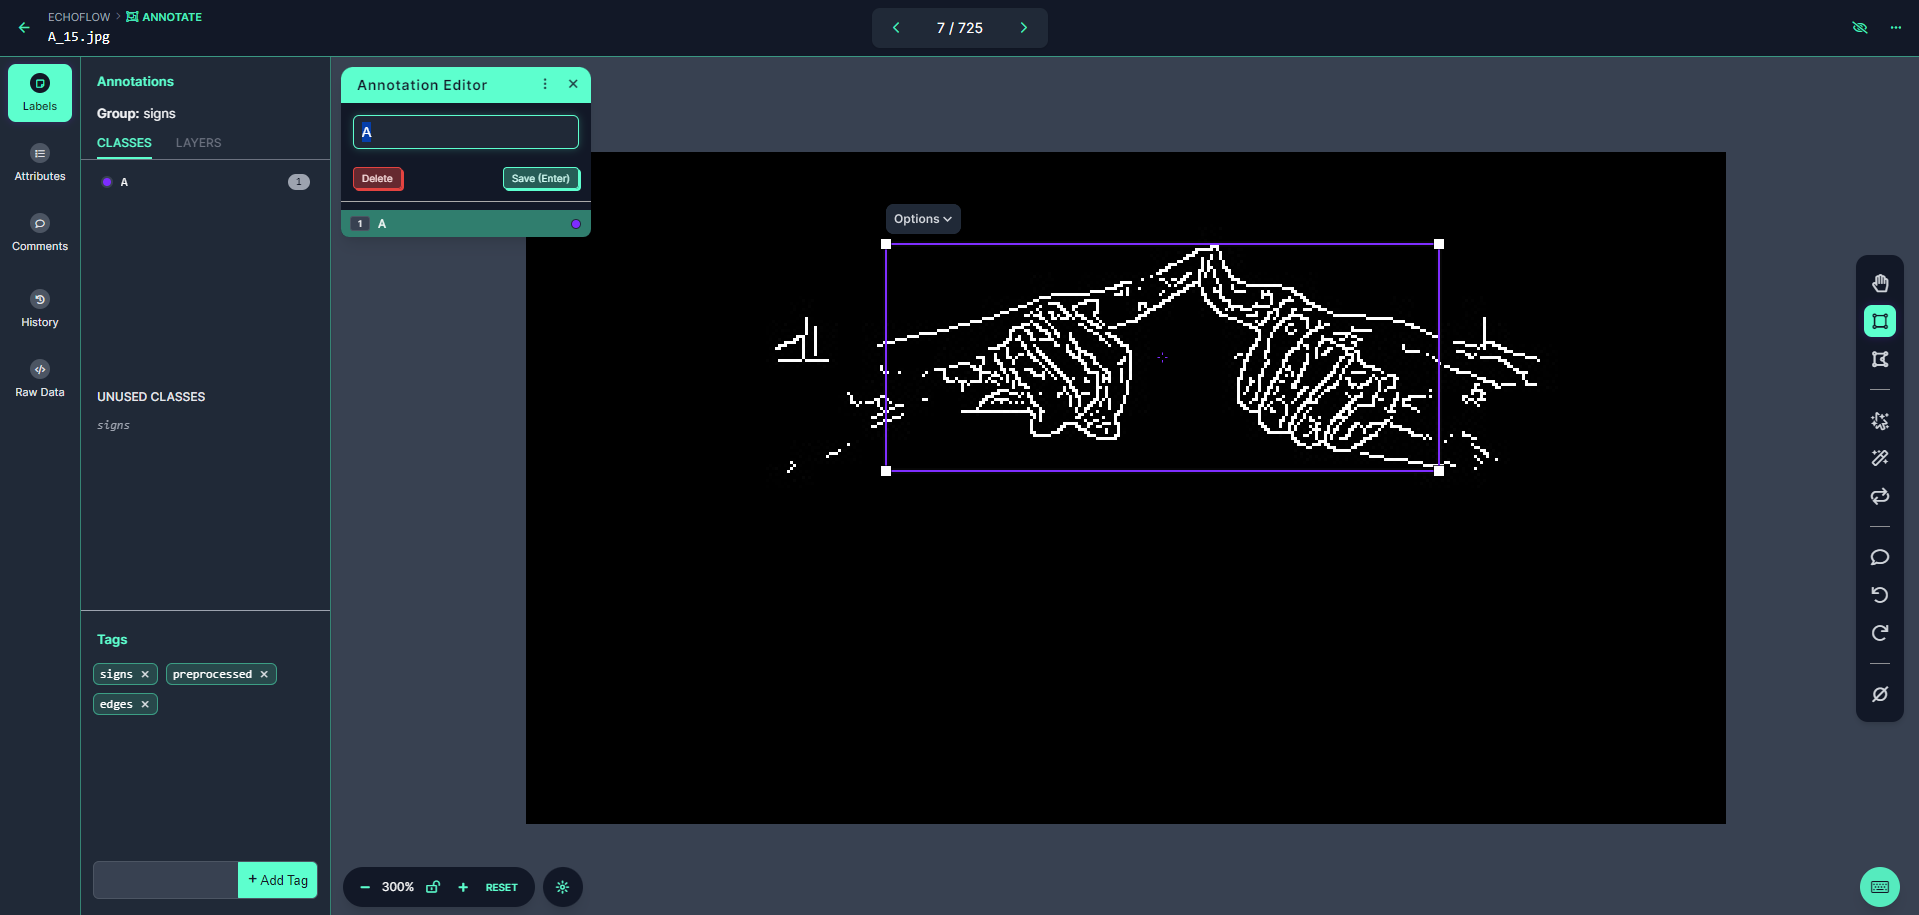 ECHOFLOW > ANNOTATE
A_15.jpg
7 / 725
Labels
Attributes
Comments
History
Raw Data
Annotations
Group: signs
CLASSES LAYERS
A 1
UNUSED CLASSES
signs
Tags
signs ×
preprocessed ×
edges ×
+ Add Tag
Annotation Editor
A
Delete
Save (Enter)
1 A
Options
300%
RESET